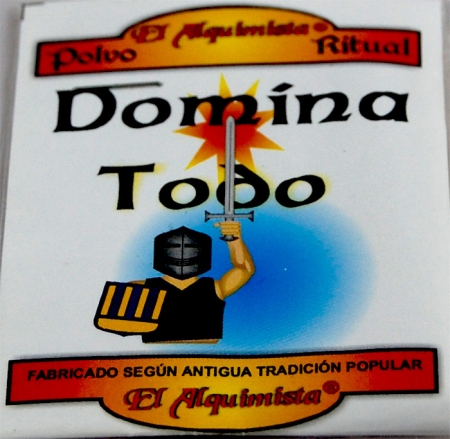 El Alquimista®
Polvo Ritual
Domina
Todo
FABRICADO SEGÚN ANTIGUA TRADICIÓN POPULAR
El Alquimista®